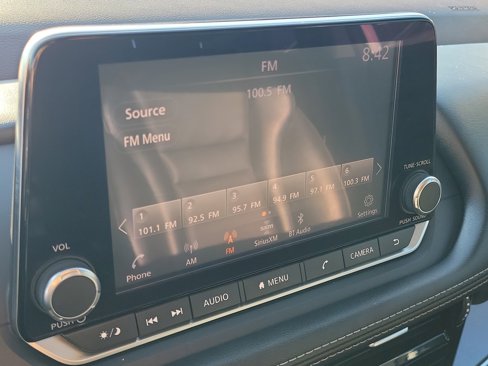 FM
8:42
100.5 FM
Source
FM Menu
TUNE·SCROLL
1 2 3 4 5 6
101.1 FM 92.5 FM 95.7 FM 94.9 FM 97.1 FM 100.3 FM
VOL
Phone AM FM SiriusXM BT Audio Settings
PUSH SOUND
PUSH
AUDIO MENU CAMERA